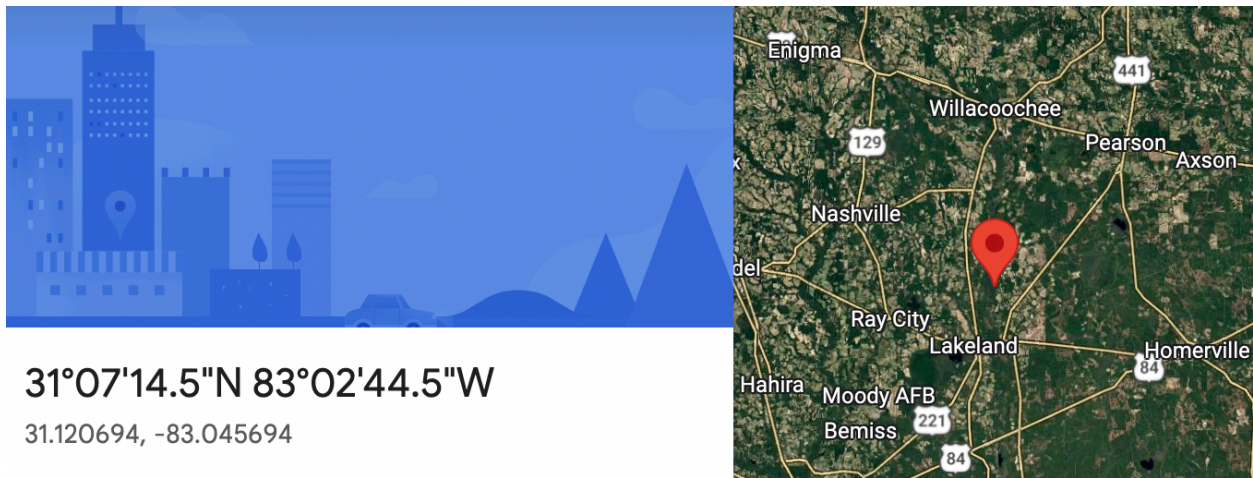 31°07'14.5"N 83°02'44.5"W
31.120694, -83.045694
Enigma
441
Willacoochee
129
Pearson
Axson
x
Nashville
del
Ray City
Lakeland
Homerville
84
Hahira
Moody AFB
221
Bemiss
84